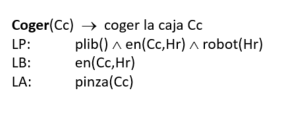 Coger(Cc) → coger la caja Cc
LP: plib() ∧ en(Cc,Hr) ∧ robot(Hr)
LB: en(Cc,Hr)
LA: pinza(Cc)